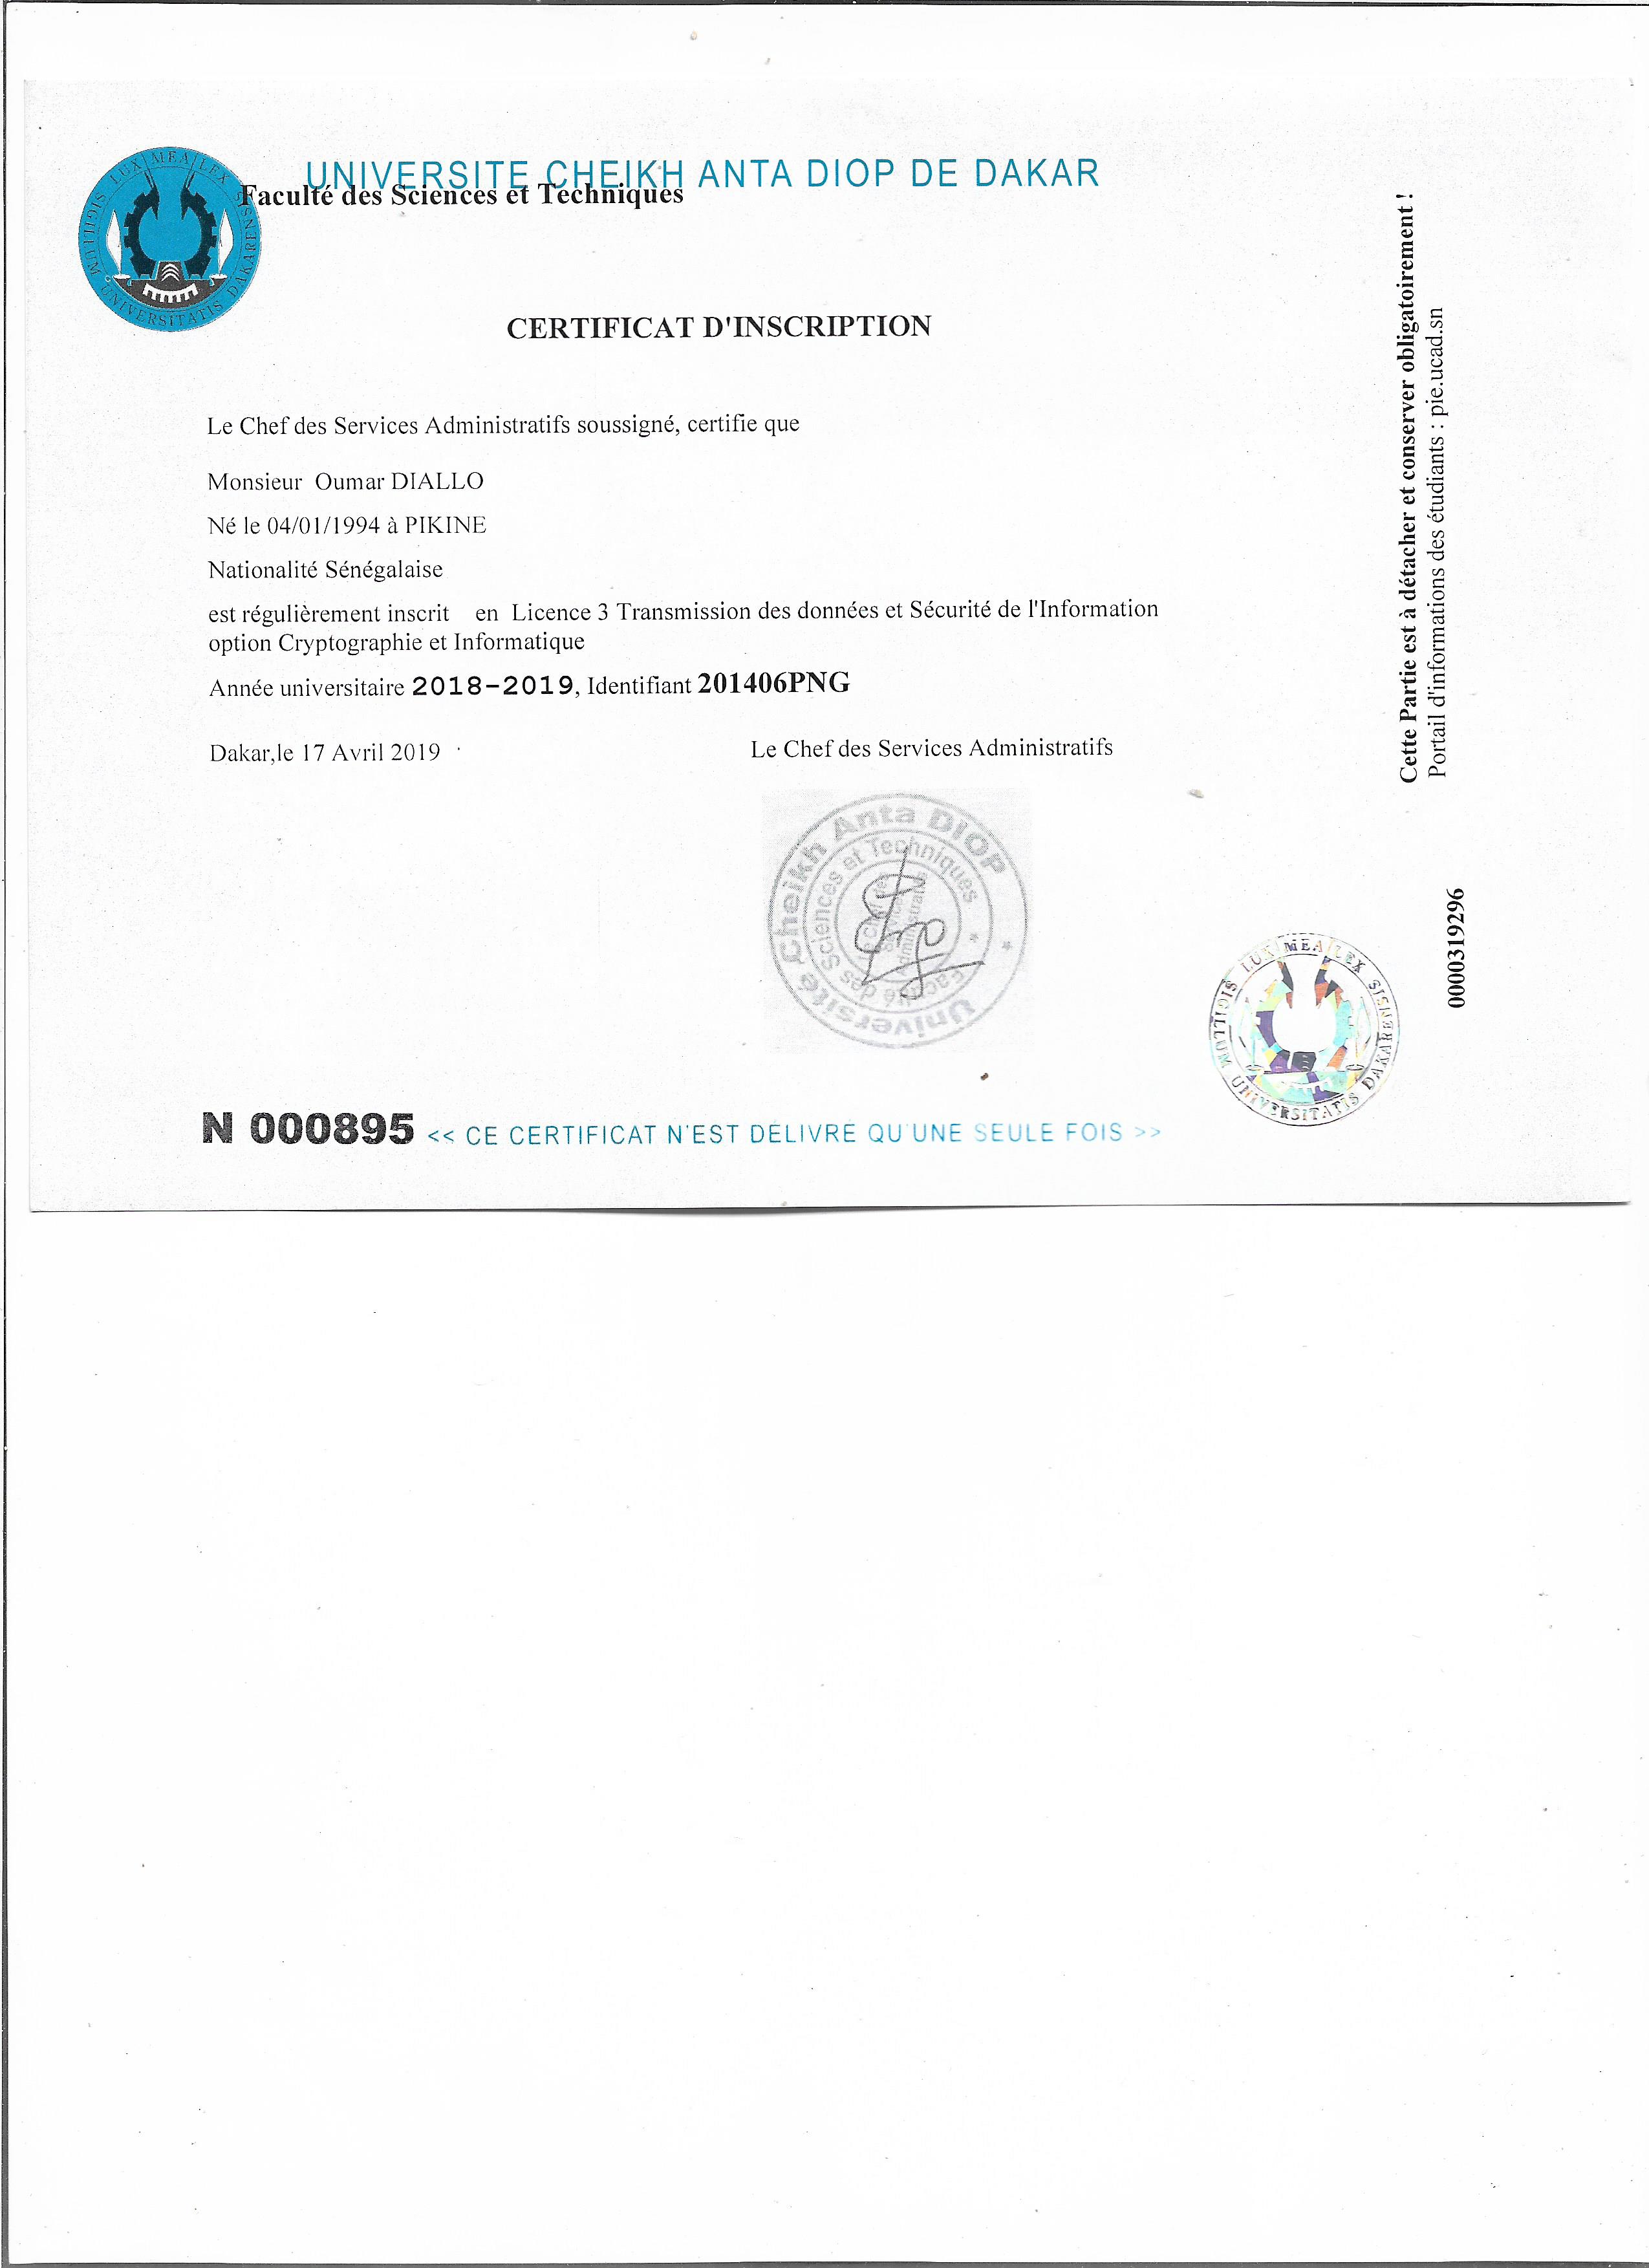 UNIVERSITE CHEIKH ANTA DIOP DE DAKAR
Faculté des Sciences et Techniques
SIGILLUM UNIVERSITATIS DAKARENSIS LUX MEA LEX
CERTIFICAT D'INSCRIPTION
Le Chef des Services Administratifs soussigné, certifie que
Monsieur Oumar DIALLO
Né le 04/01/1994 à PIKINE
Nationalité Sénégalaise
est régulièrement inscrit en Licence 3 Transmission des données et Sécurité de l'Information
option Cryptographie et Informatique
Année universitaire 2018-2019, Identifiant 201406PNG
Dakar,le 17 Avril 2019
Le Chef des Services Administratifs
Université Cheikh Anta DIOP
Faculté des Sciences et Techniques
SIGILLUM UNIVERSITATIS DAKARENSIS LUX MEA LEX
N 000895 << CE CERTIFICAT N'EST DELIVRE QU'UNE SEULE FOIS >>
Cette Partie est à détacher et conserver obligatoirement !
Portail d'informations des étudiants : pie.ucad.sn
0000319296